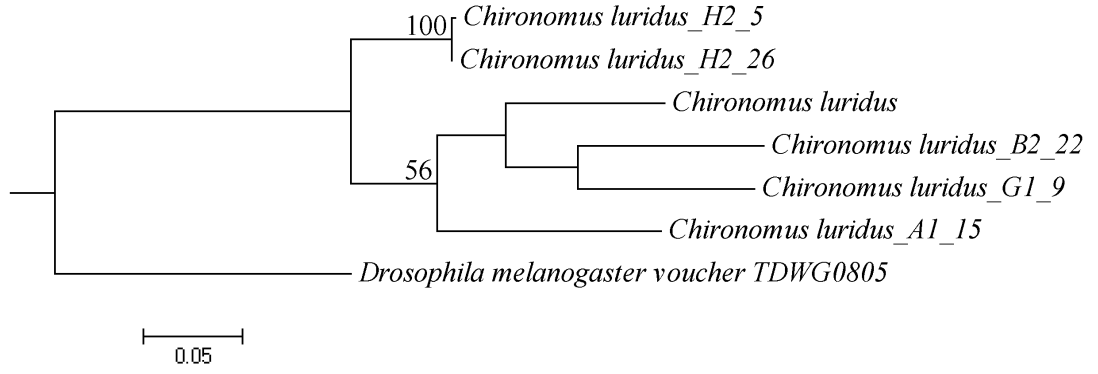 100
Chironomus luridus_H2_5
Chironomus luridus_H2_26
Chironomus luridus
Chironomus luridus_B2_22
56
Chironomus luridus_G1_9
Chironomus luridus_A1_15
Drosophila melanogaster voucher TDWG0805
0.05